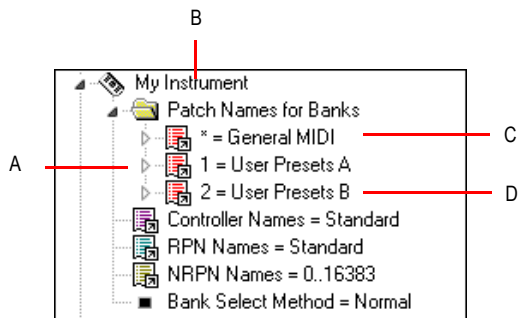 B
My Instrument
Patch Names for Banks
* = General MIDI
C
A
1 = User Presets A
2 = User Presets B
D
Controller Names = Standard
RPN Names = Standard
NRPN Names = 0..16383
Bank Select Method = Normal